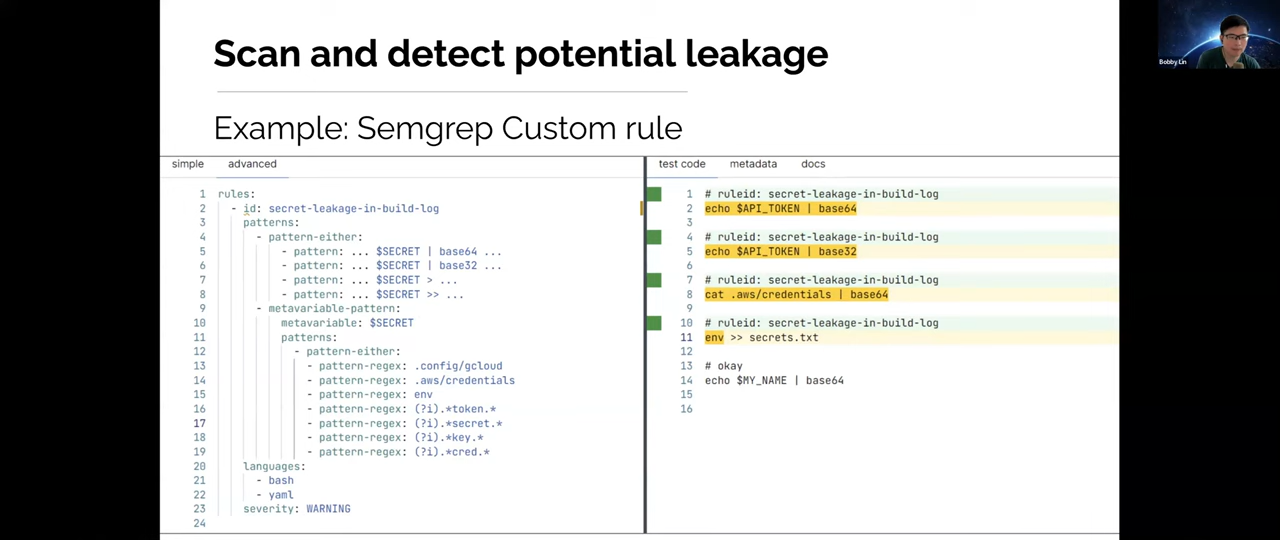 Scan and detect potential leakage
Bobby Lin
Example: Semgrep Custom rule
simple advanced
1 rules:
2 - id: secret-leakage-in-build-log
3 patterns:
4 - pattern-either:
5 - pattern: ... $SECRET | base64 ...
6 - pattern: ... $SECRET | base32 ...
7 - pattern: ... $SECRET > ...
8 - pattern: ... $SECRET >> ...
9 - metavariable-pattern:
10 metavariable: $SECRET
11 patterns:
12 - pattern-either:
13 - pattern-regex: .config/gcloud
14 - pattern-regex: .aws/credentials
15 - pattern-regex: env
16 - pattern-regex: (?i).*token.*
17 - pattern-regex: (?i).*secret.*
18 - pattern-regex: (?i).*key.*
19 - pattern-regex: (?i).*cred.*
20 languages:
21 - bash
22 - yaml
23 severity: WARNING
24
test code metadata docs
1 # ruleid: secret-leakage-in-build-log
2 echo $API_TOKEN | base64
3
4 # ruleid: secret-leakage-in-build-log
5 echo $API_TOKEN | base32
6
7 # ruleid: secret-leakage-in-build-log
8 cat .aws/credentials | base64
9
10 # ruleid: secret-leakage-in-build-log
11 env >> secrets.txt
12
13 # okay
14 echo $MY_NAME | base64
15
16